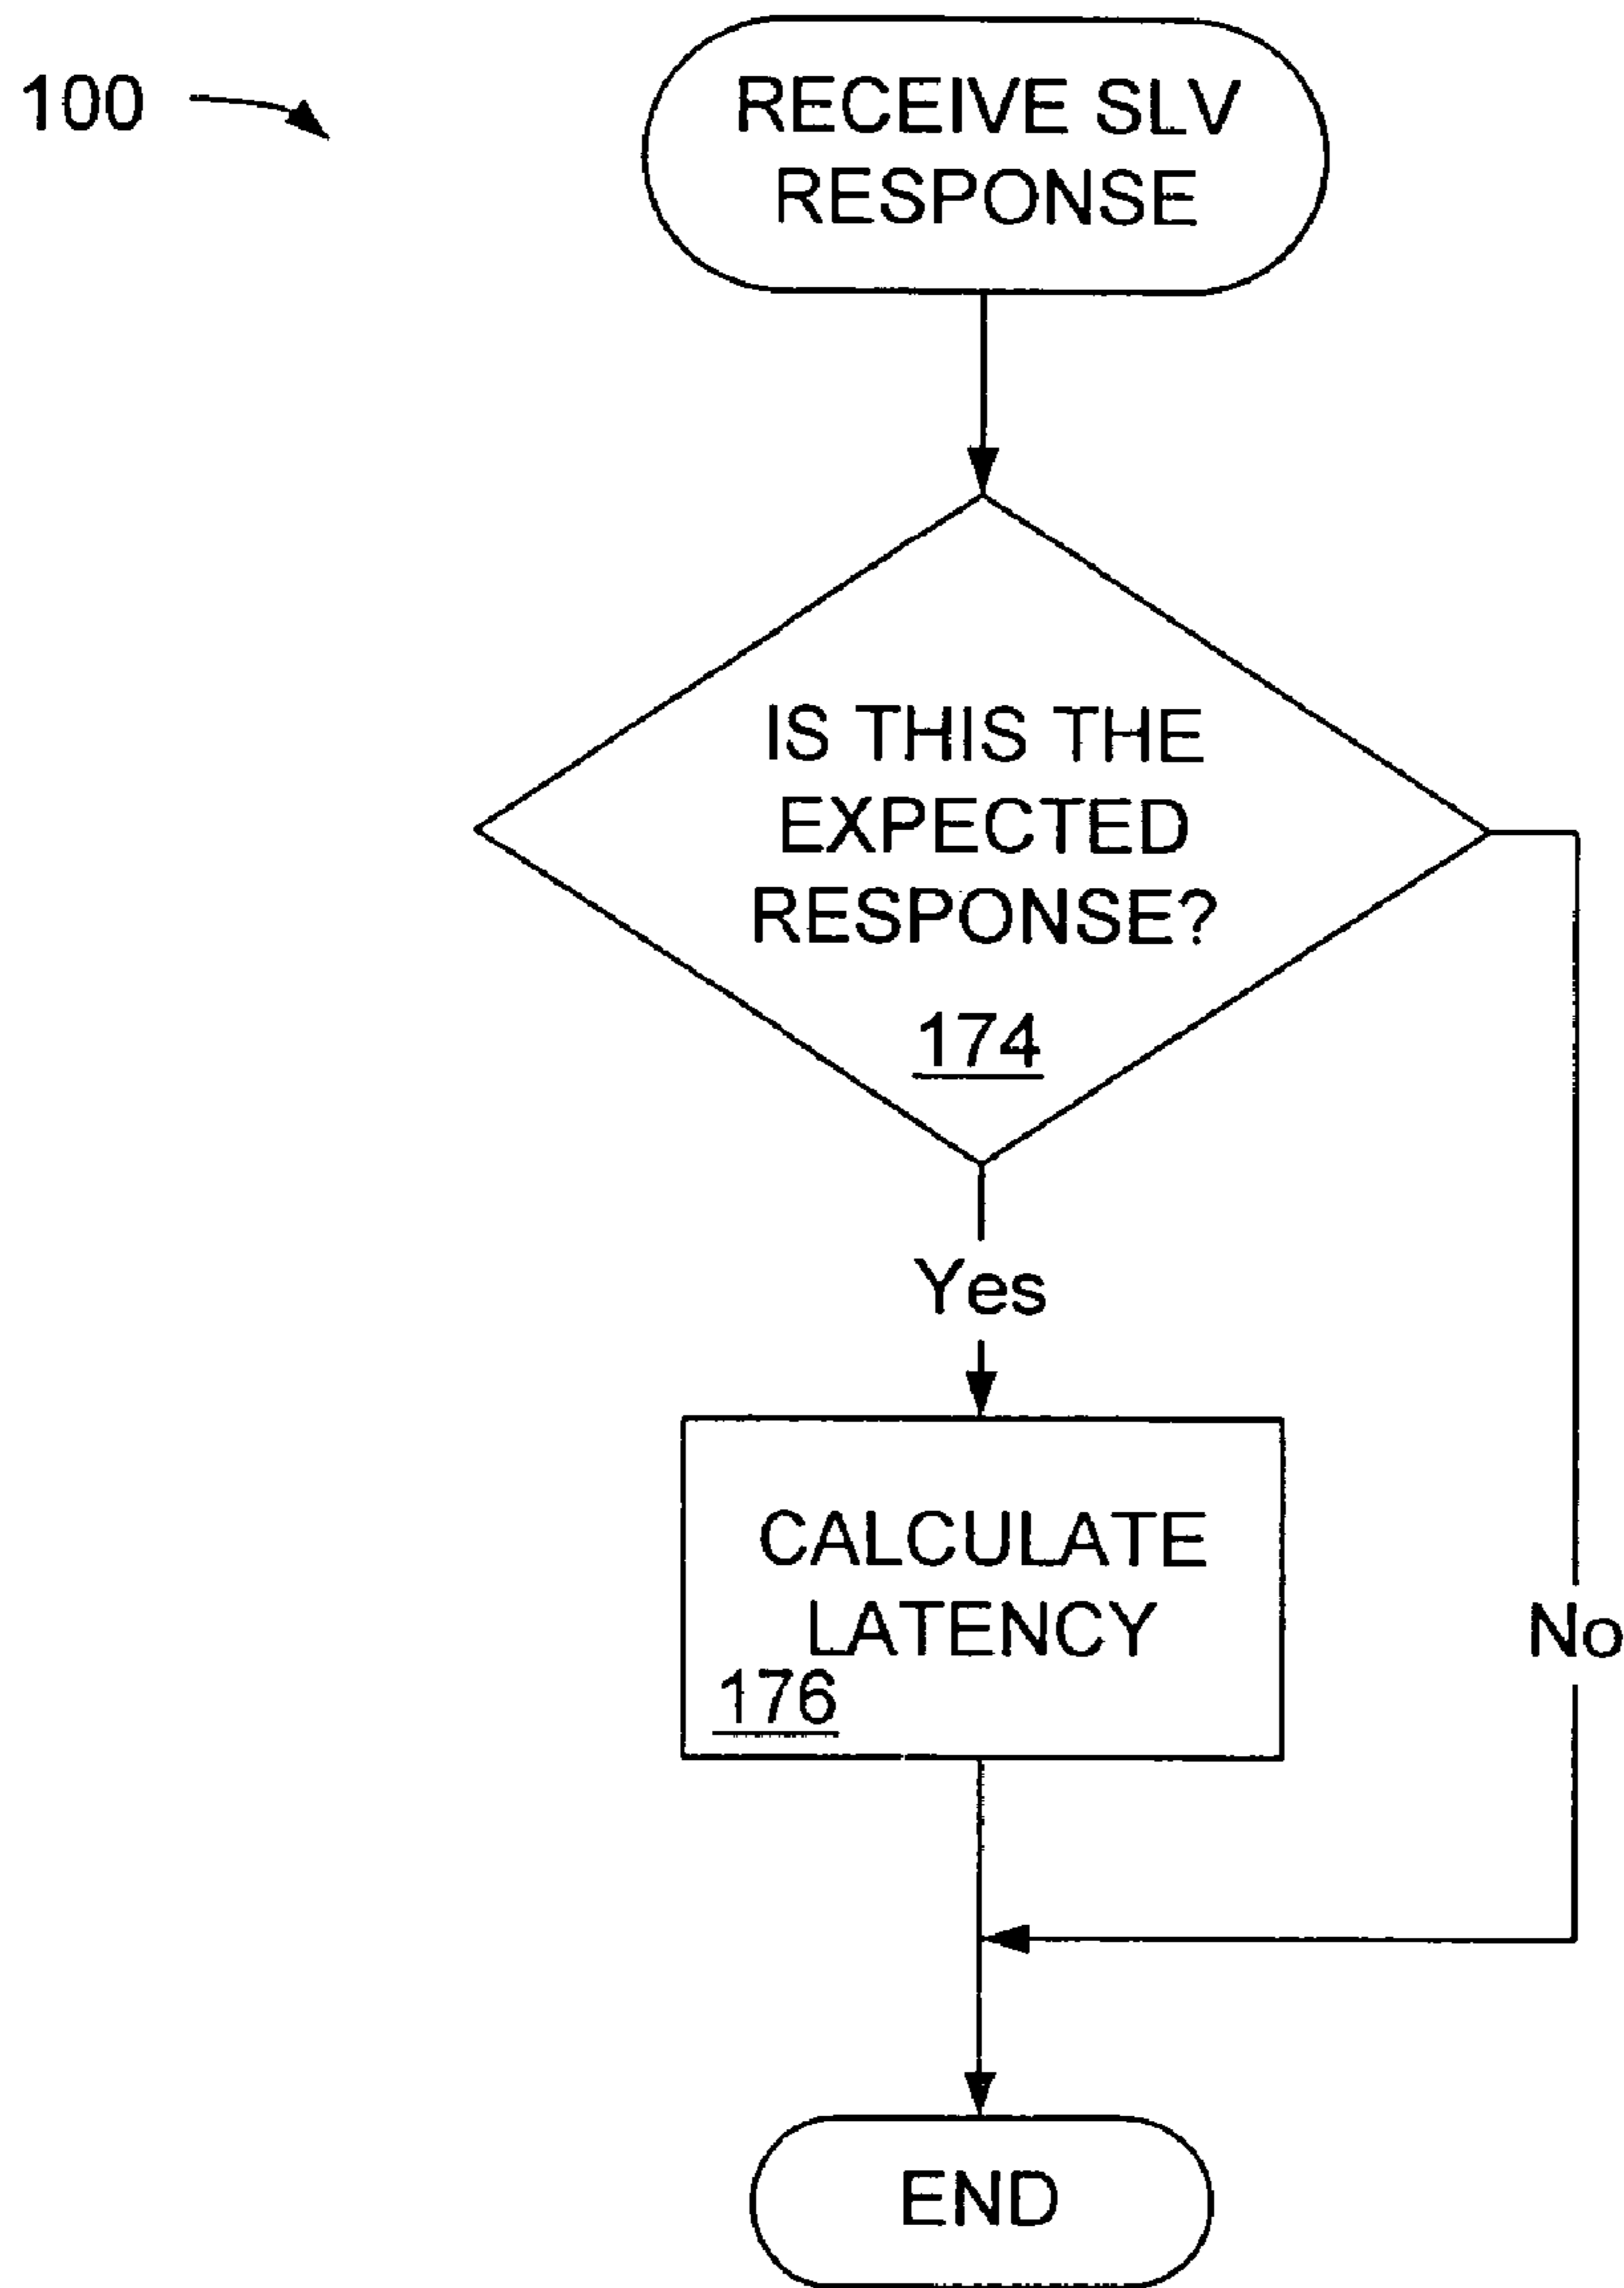 100
RECEIVE SLV
RESPONSE
IS THIS THE
EXPECTED
RESPONSE?
174
Yes
CALCULATE
LATENCY
176
No
END